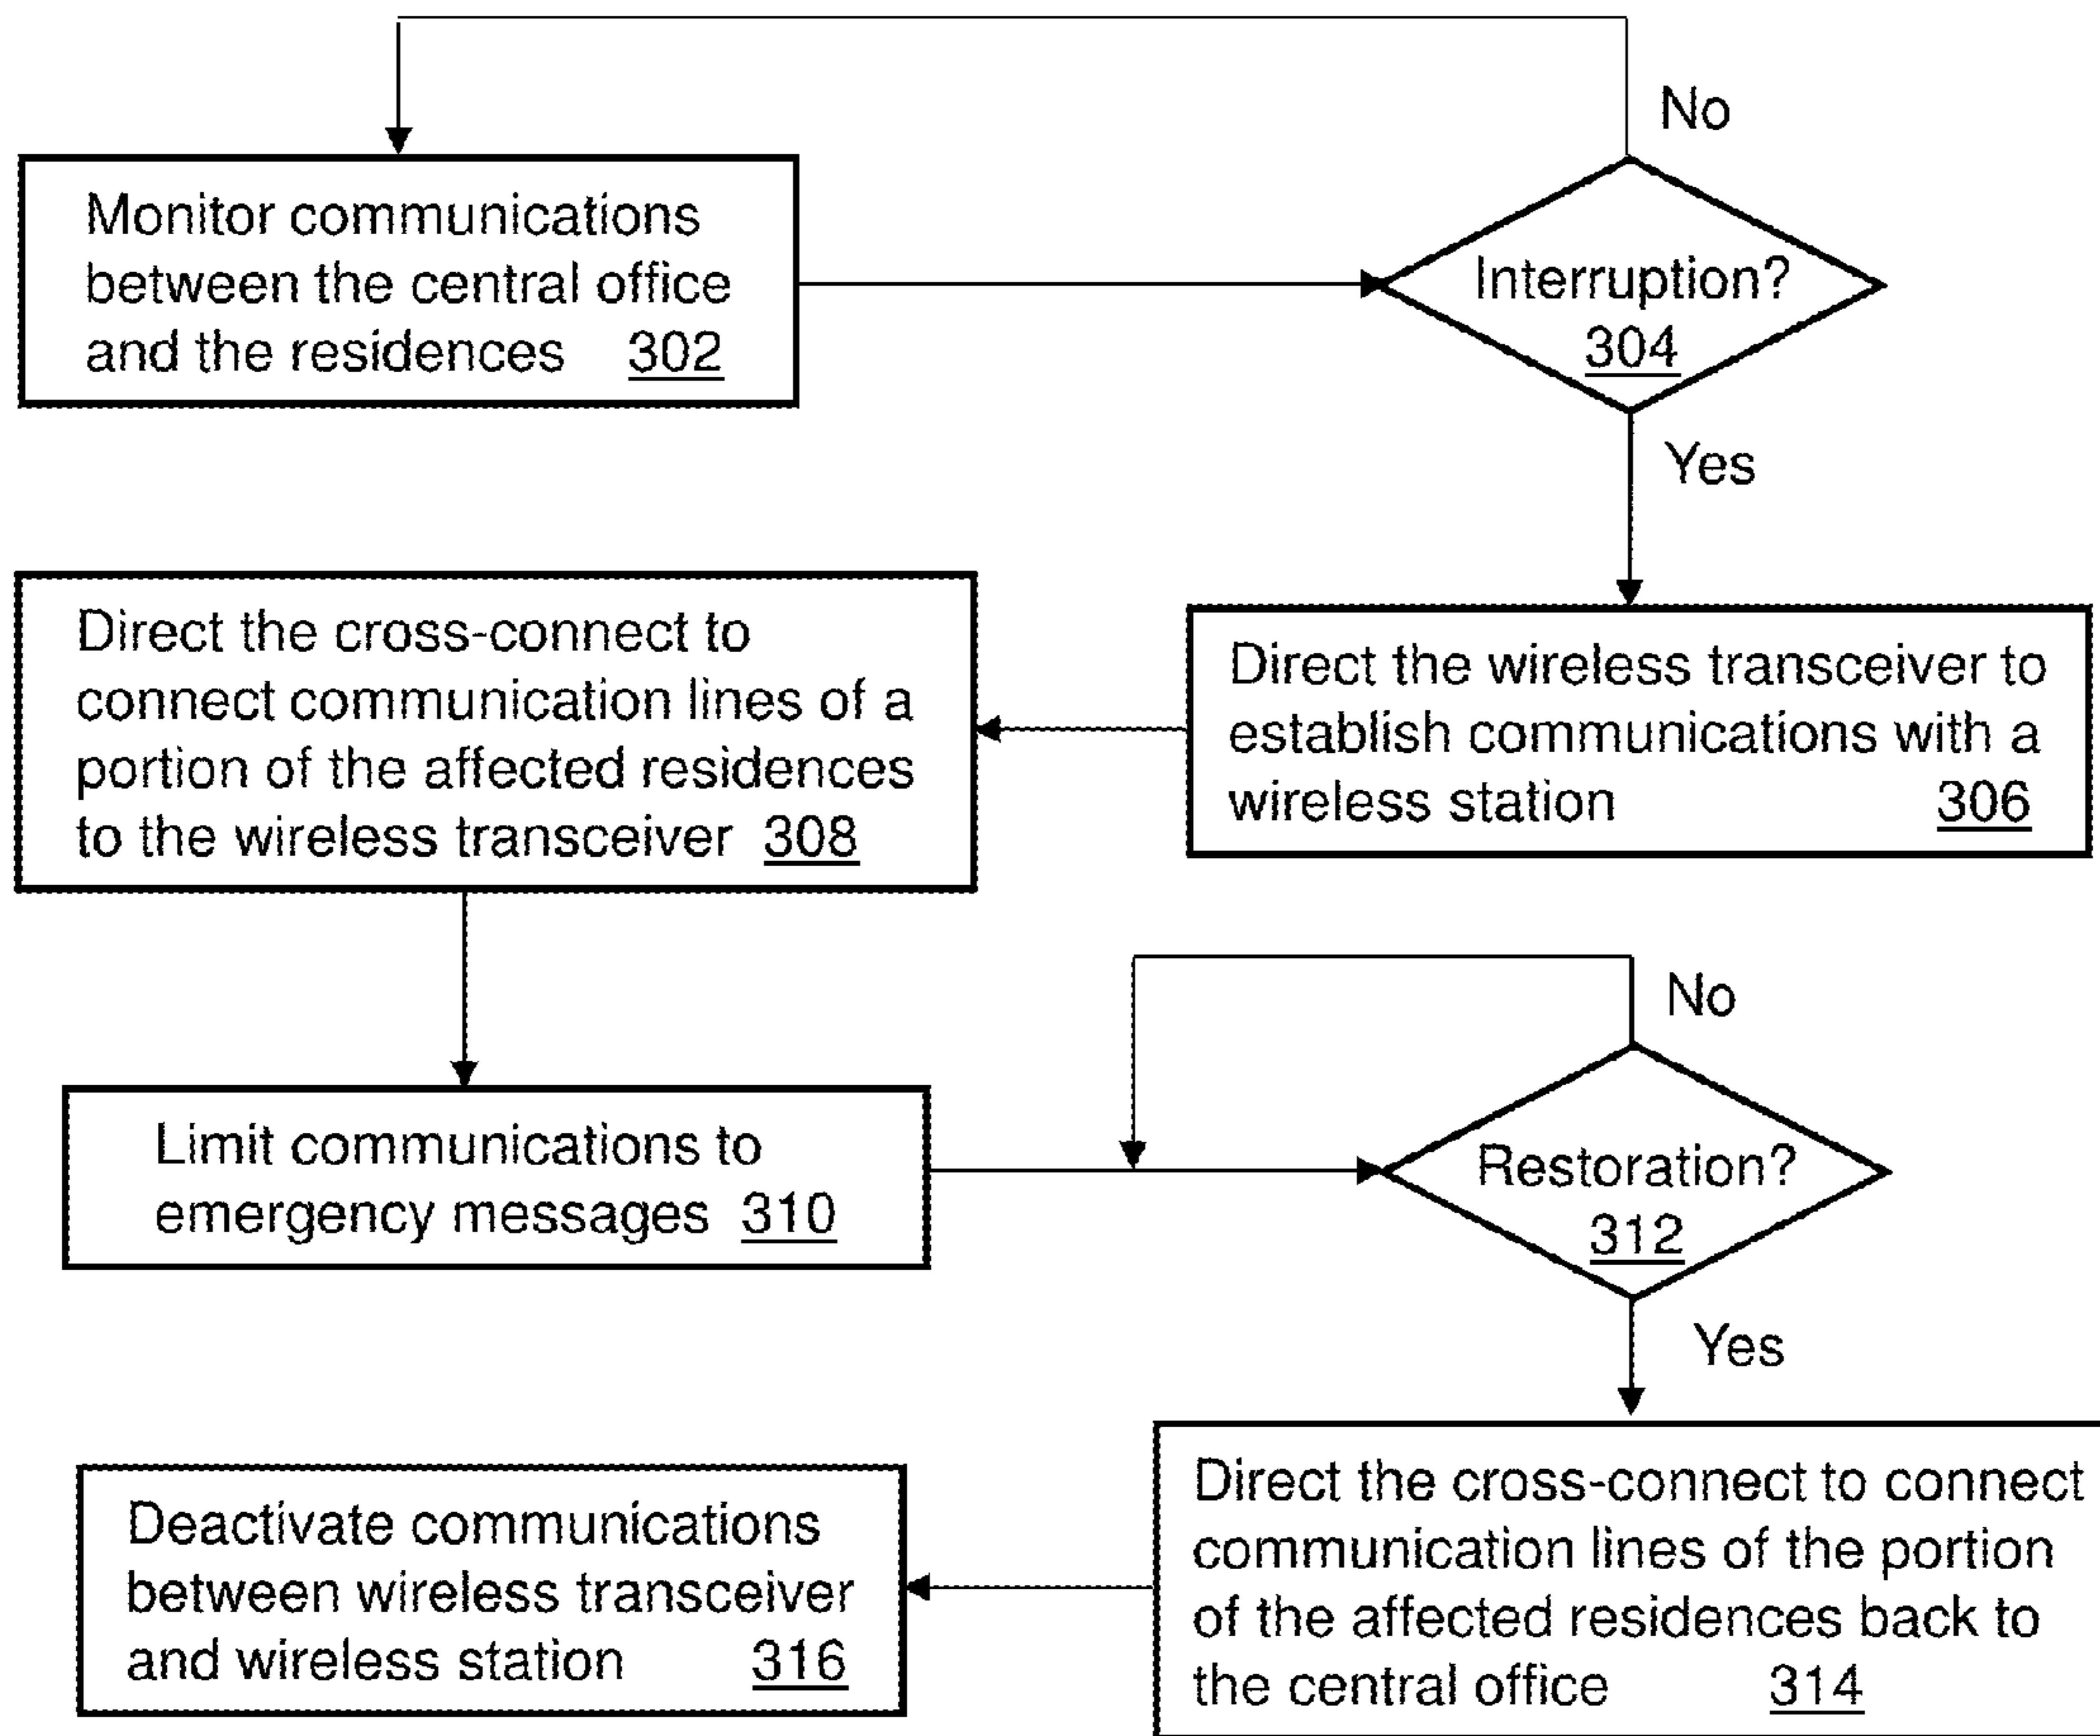 No
Monitor communications
between the central office
and the residences 302
Interruption?
304
Yes
Direct the cross-connect to
connect communication lines of a
portion of the affected residences
to the wireless transceiver 308
Direct the wireless transceiver to
establish communications with a
wireless station 306
No
Limit communications to
emergency messages 310
Restoration?
312
Yes
Deactivate communications
between wireless transceiver
and wireless station 316
Direct the cross-connect to connect
communication lines of the portion
of the affected residences back to
the central office 314